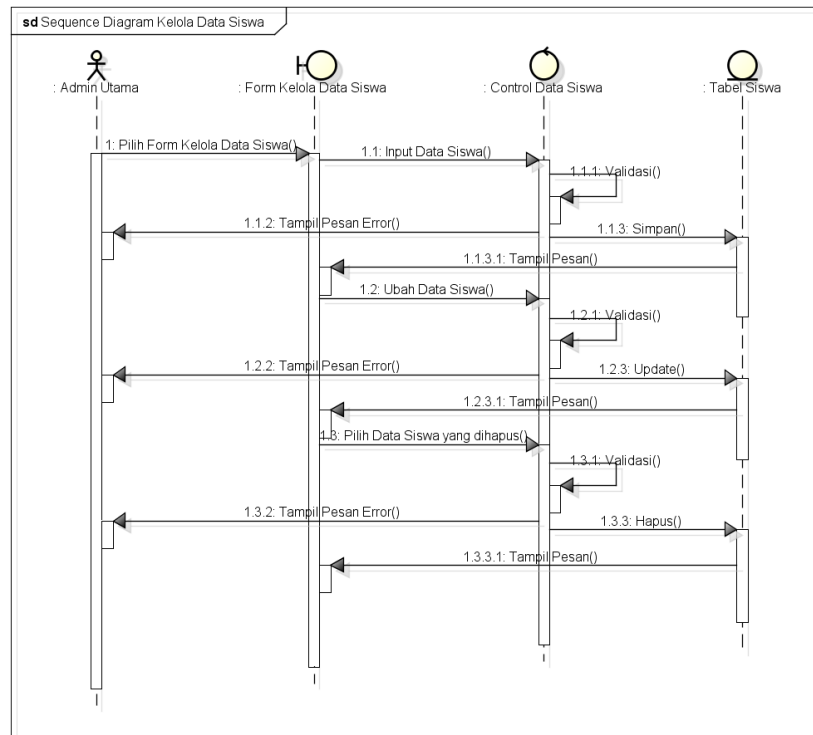 sd Sequence Diagram Kelola Data Siswa
: Admin Utama
: Form Kelola Data Siswa
: Control Data Siswa
: Tabel Siswa
1: Pilih Form Kelola Data Siswa()
1.1: Input Data Siswa()
1.1.1: Validasi()
1.1.2: Tampil Pesan Error()
1.1.3: Simpan()
1.1.3.1: Tampil Pesan()
1.2: Ubah Data Siswa()
1.2.1: Validasi()
1.2.2: Tampil Pesan Error()
1.2.3: Update()
1.2.3.1: Tampil Pesan()
1.3: Pilih Data Siswa yang dihapus()
1.3.1: Validasi()
1.3.2: Tampil Pesan Error()
1.3.3: Hapus()
1.3.3.1: Tampil Pesan()